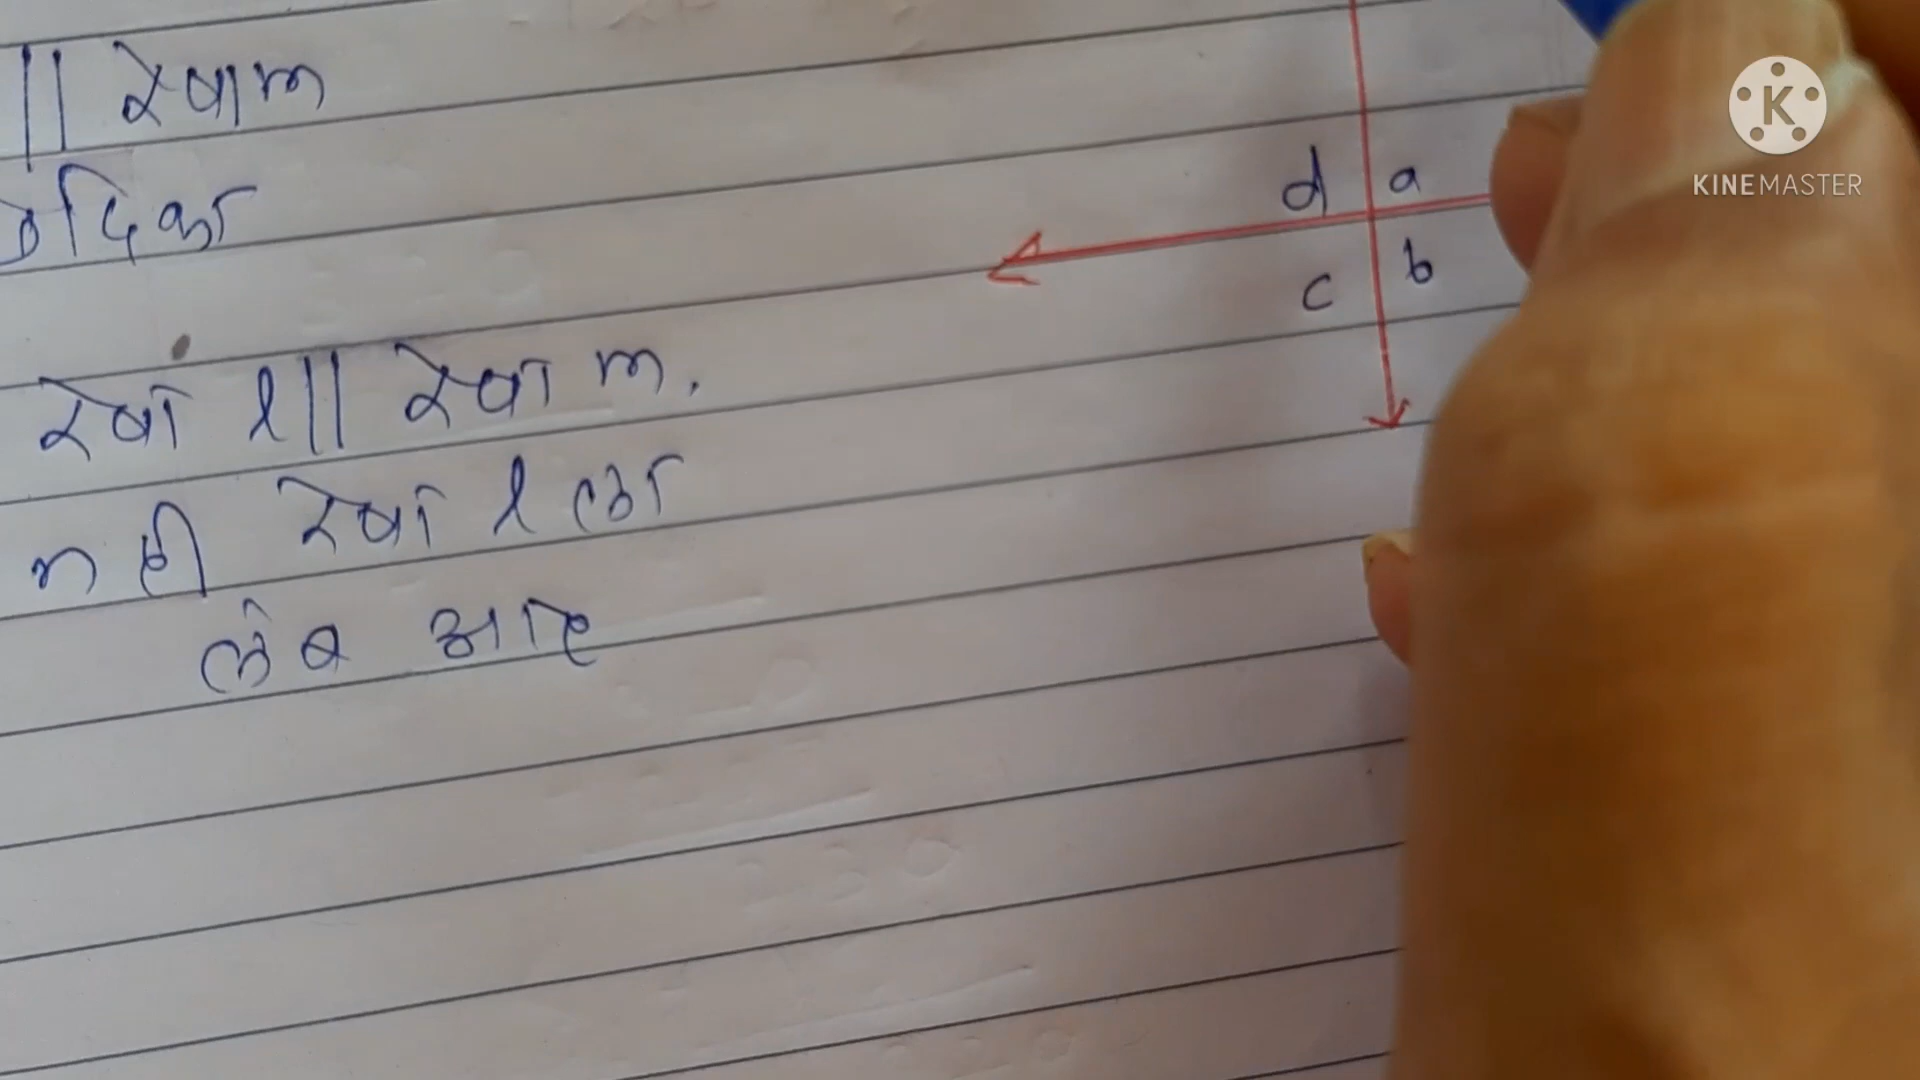 || रेषा m
छेदिका
रेषा l || रेषा m.
n ही रेषा l ला
लंब आहे
d a
c b
K
KINEMASTER